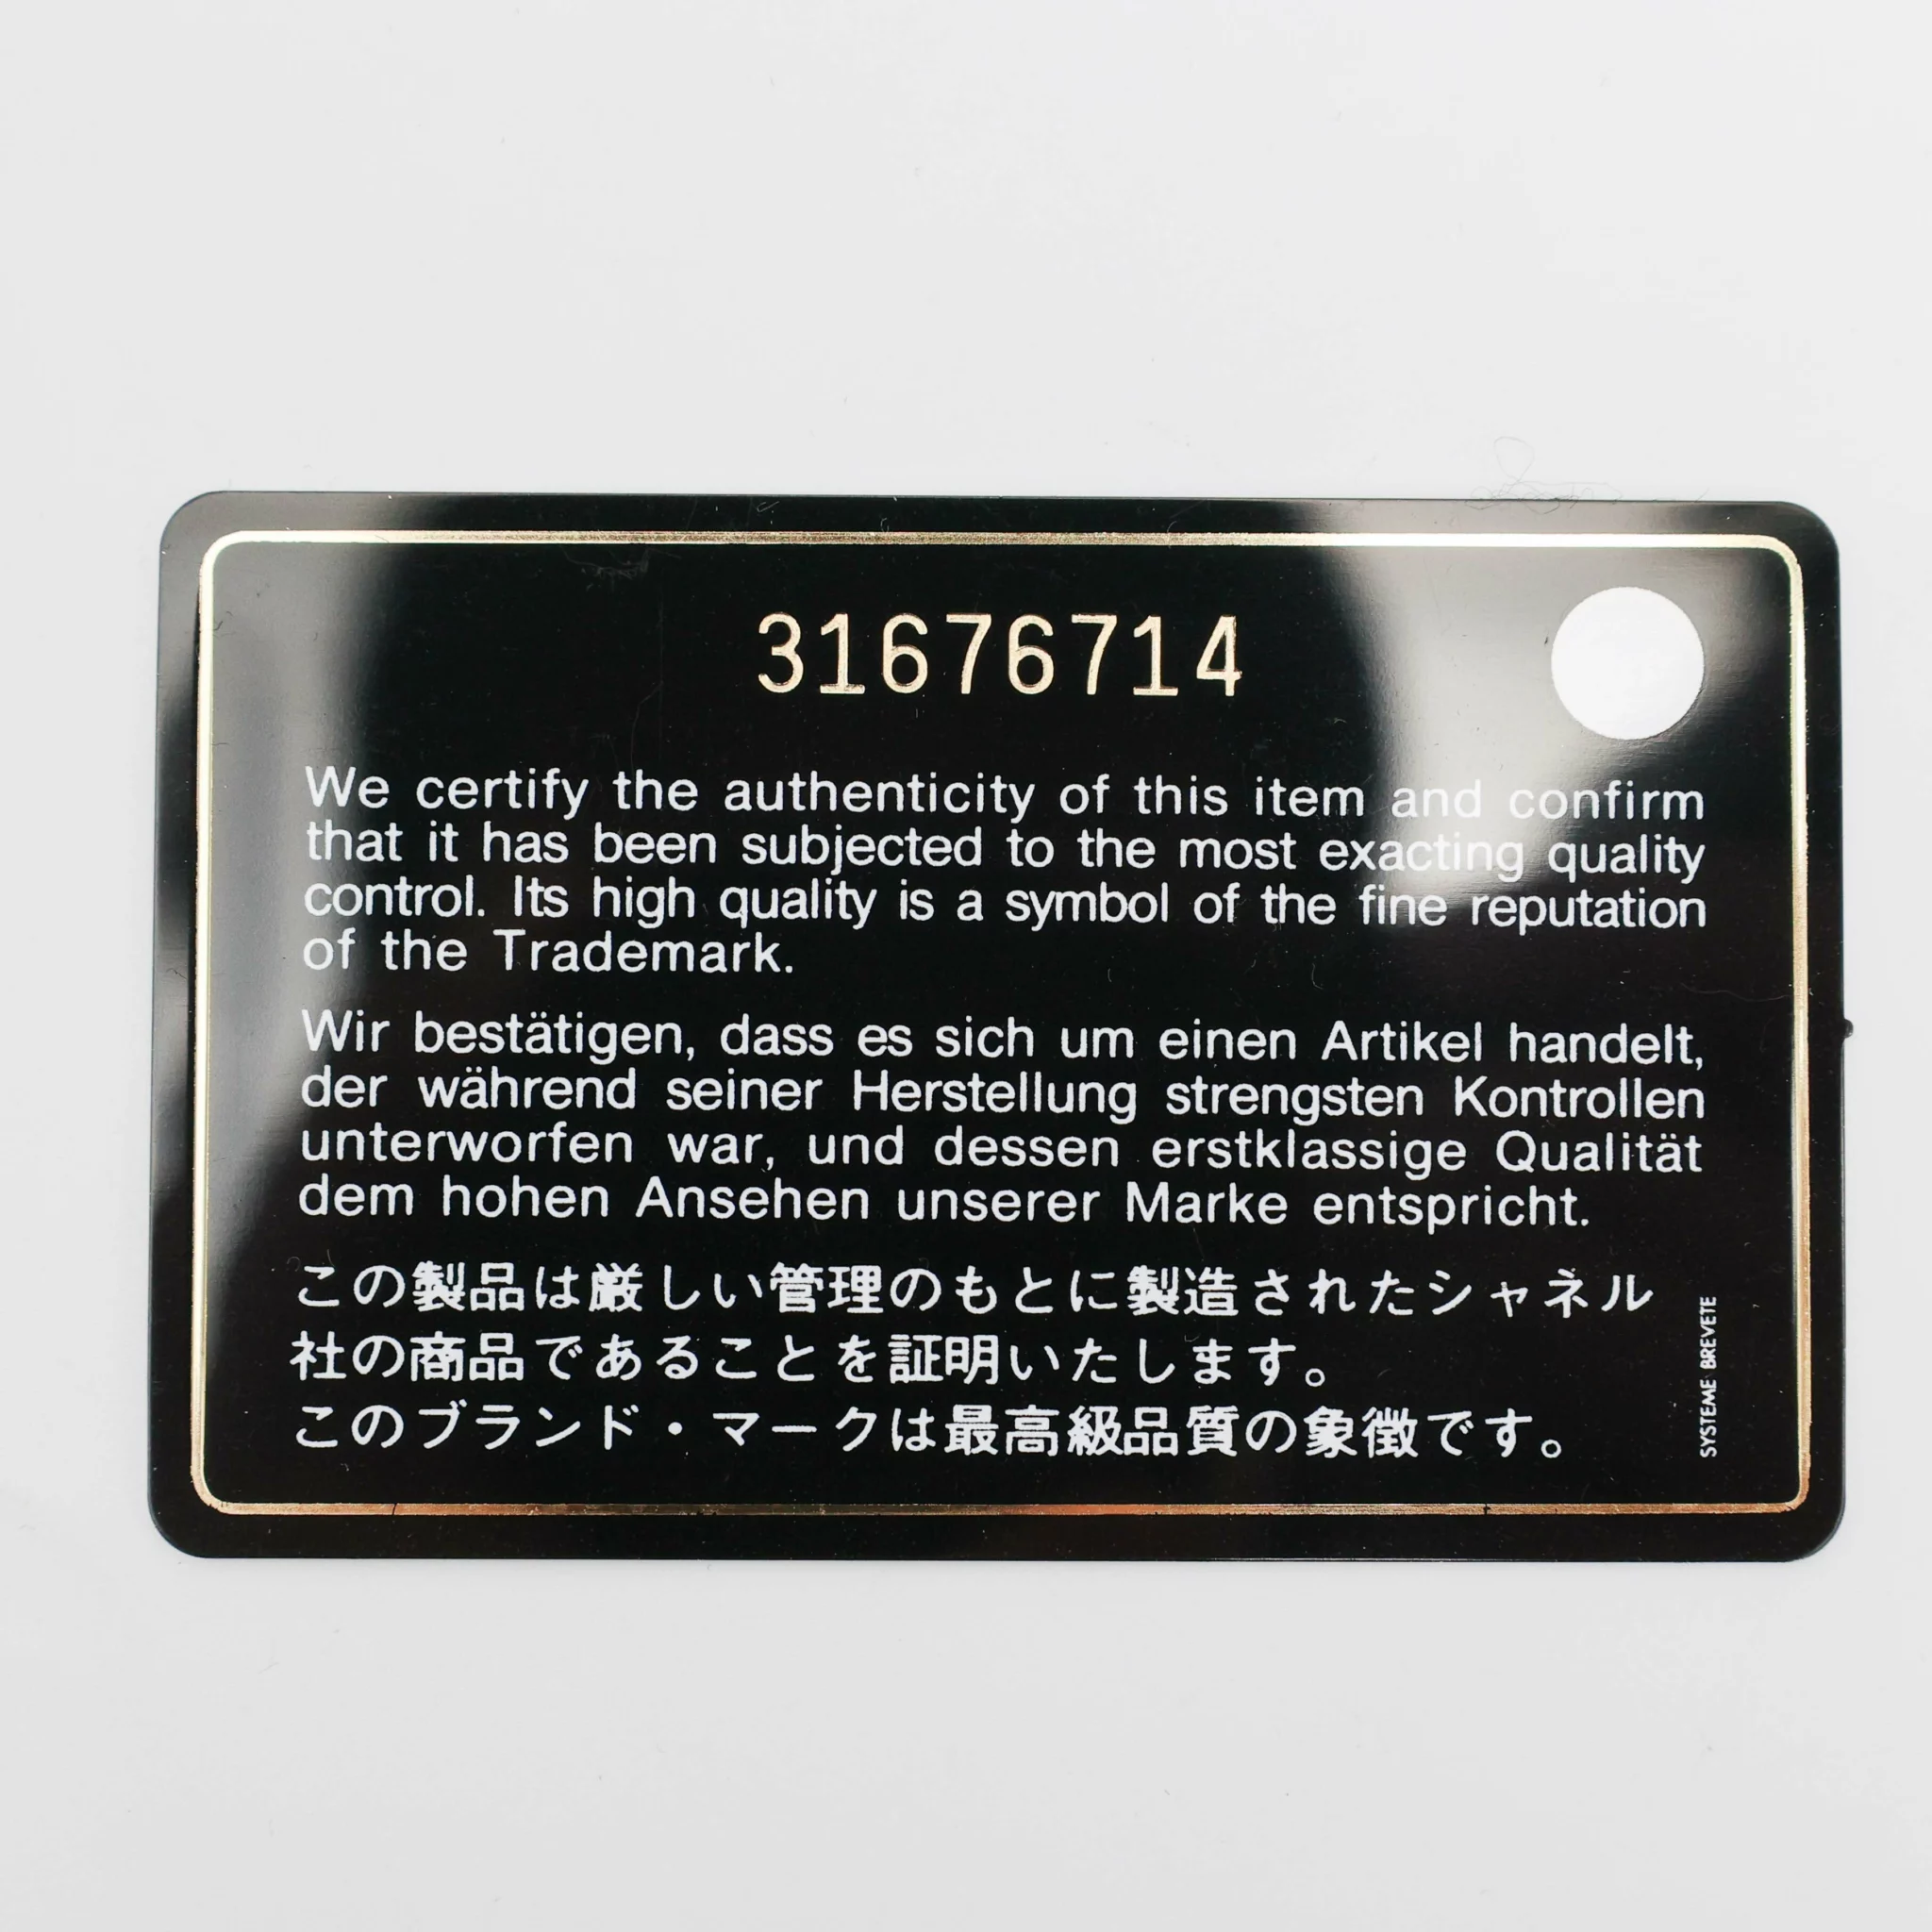 31676714
We certify the authenticity of this item and confirm
that it has been subjected to the most exacting quality
control. Its high quality is a symbol of the fine reputation
of the Trademark.
Wir bestätigen, dass es sich um einen Artikel handelt,
der während seiner Herstellung strengsten Kontrollen
unterworfen war, und dessen erstklassige Qualität
dem hohen Ansehen unserer Marke entspricht.
この製品は厳しい管理のもとに製造されたシャネル
社の商品であることを証明いたします。
このブランド・マークは最高級品質の象徴です。
SYSTEME BREVETE